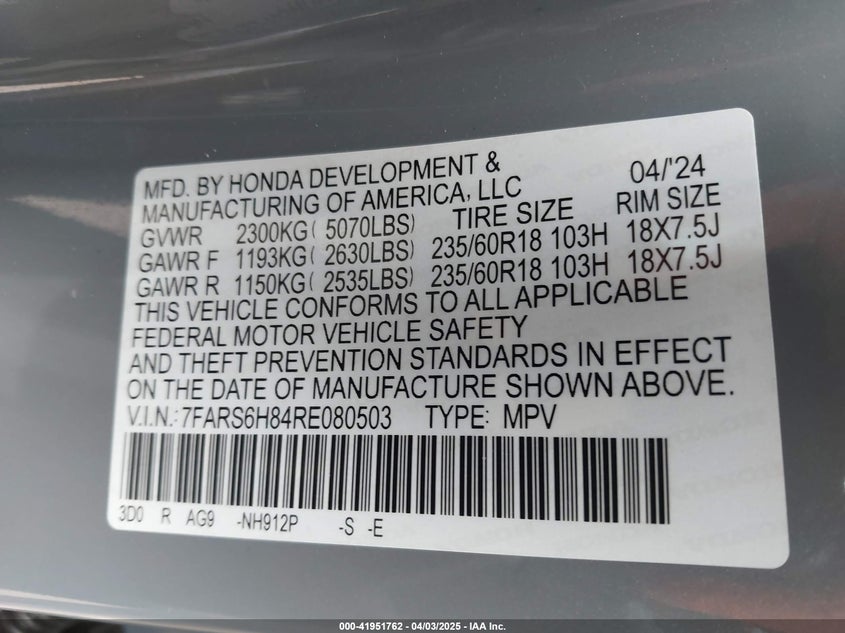 MFD. BY HONDA DEVELOPMENT & 04/'24
MANUFACTURING OF AMERICA, LLC
TIRE SIZE RIM SIZE
GVWR 2300KG( 5070LBS)
GAWR F 1193KG( 2630LBS) 235/60R18 103H 18X7.5J
GAWR R 1150KG( 2535LBS) 235/60R18 103H 18X7.5J
THIS VEHICLE CONFORMS TO ALL APPLICABLE
FEDERAL MOTOR VEHICLE SAFETY
AND THEFT PREVENTION STANDARDS IN EFFECT
ON THE DATE OF MANUFACTURE SHOWN ABOVE.
V.I.N.: 7FARS6H84RE080503 TYPE: MPV
3D0 R AG9 -NH912P -S -E
000-41951762 | 04/03/2025 - IAA Inc.